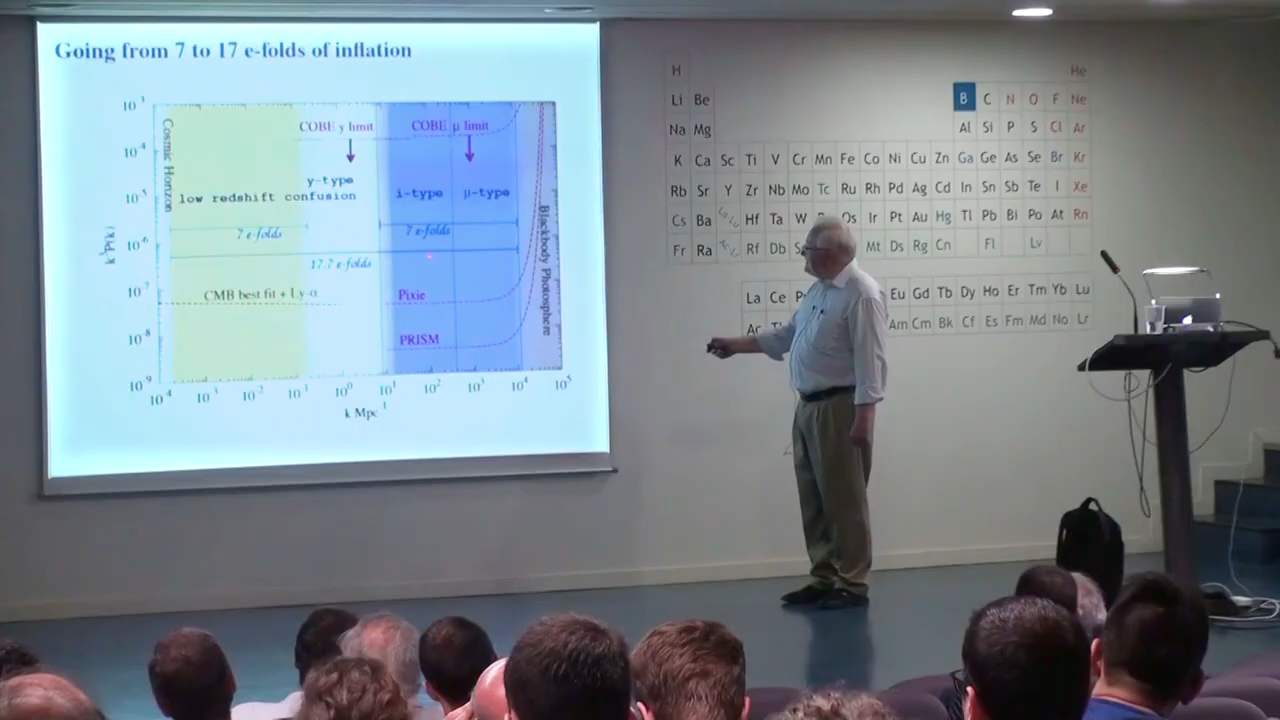 Going from 7 to 17 e-folds of inflation
COBE y limit
COBE μ limit
Cosmic Horizon
y-type
low redshift confusion
i-type
μ-type
7 e-folds
7 e-folds
17.7 e-folds
CMB best fit + Ly-α
Pixie
PRISM
Blackbody Photosphere
k Mpc⁻¹
10⁻⁴
10⁻⁵
10⁻⁶
10⁻⁷
10⁻⁸
10⁻⁹
10⁻⁴ 10⁻³ 10⁻² 10⁻¹ 10⁰ 10¹ 10² 10³ 10⁴ 10⁵
H He
Li Be B C N O F Ne
Na Mg Al Si P S Cl Ar
K Ca Sc Ti V Cr Mn Fe Co Ni Cu Zn Ga Ge As Se Br Kr
Rb Sr Y Zr Nb Mo Tc Ru Rh Pd Ag Cd In Sn Sb Te I Xe
Cs Ba Hf Ta W Os Ir Pt Au Hg Tl Pb Bi Po At Rn
Fr Ra Rf Db Mt Ds Rg Cn Fl Lv
La Ce Eu Gd Tb Dy Ho Er Tm Yb Lu
Am Cm Bk Cf Es Fm Md No Lr